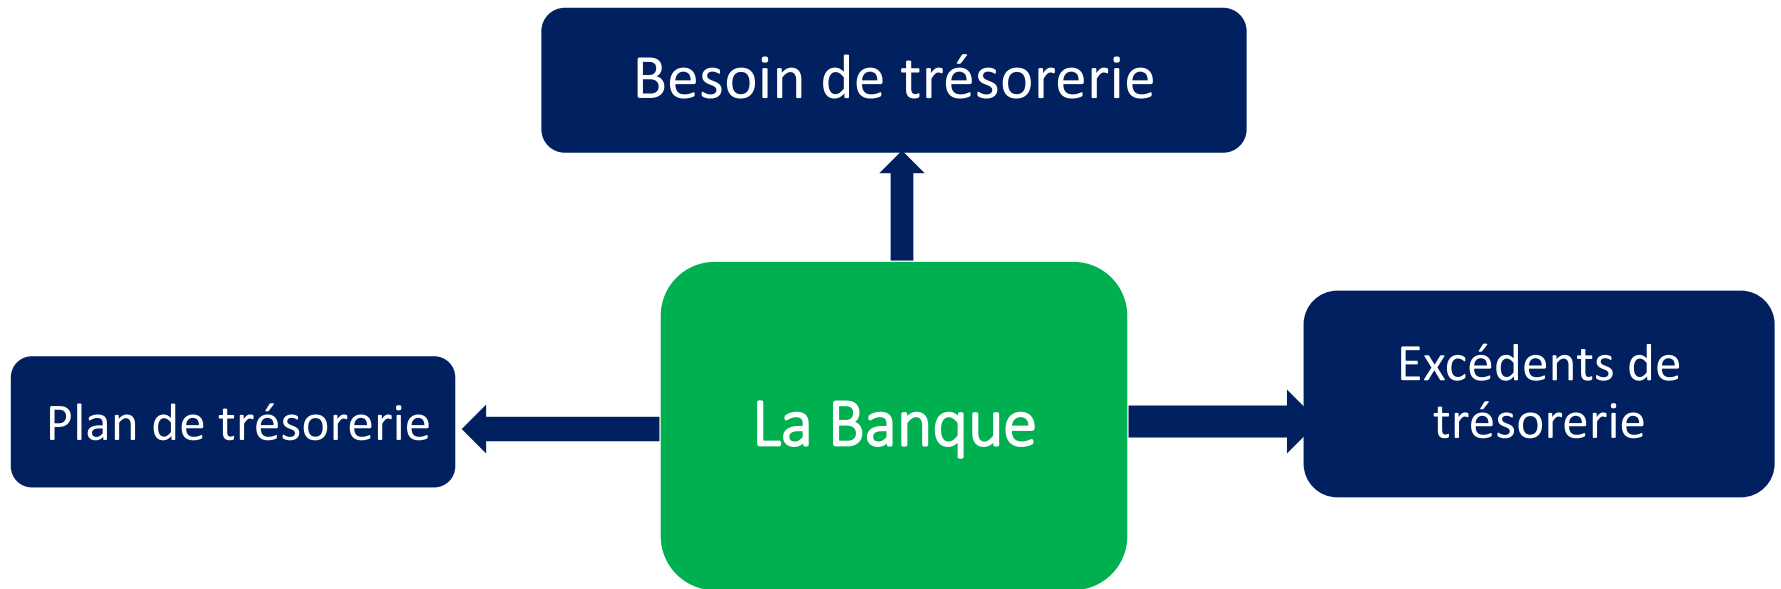 Besoin de trésorerie
Plan de trésorerie
La Banque
Excédents de
trésorerie